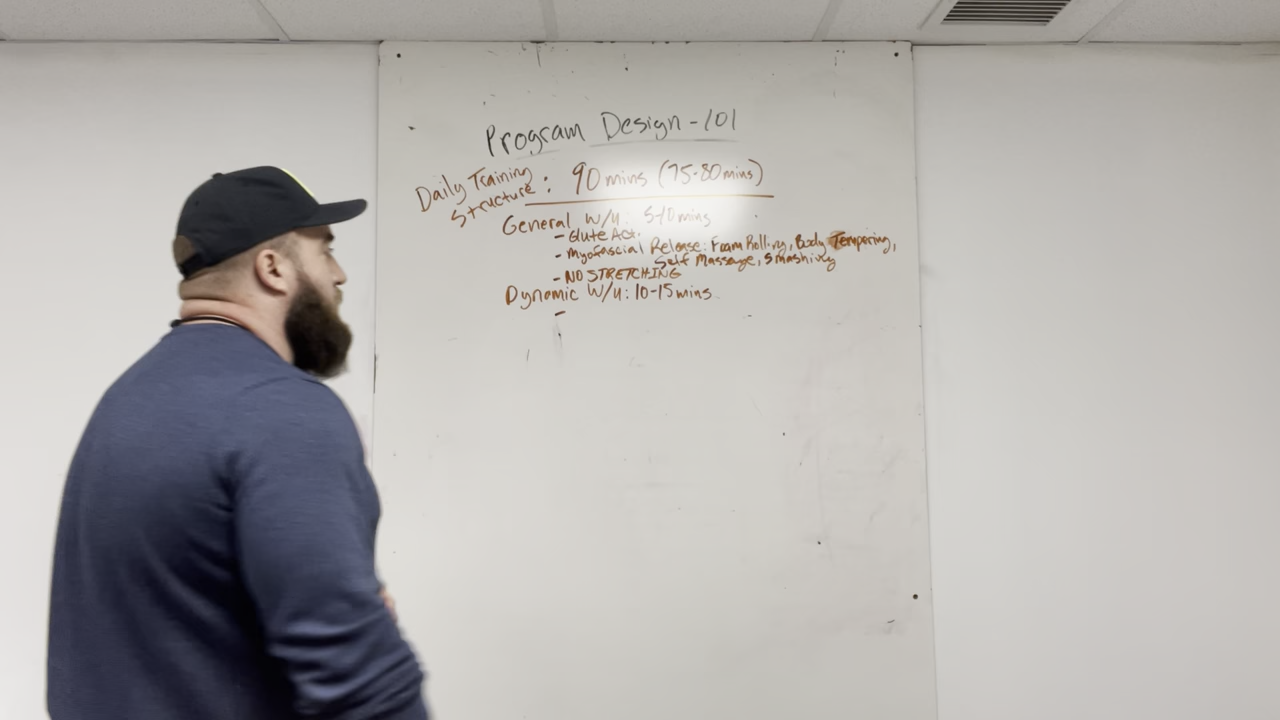 Program Design - 101
Daily Training Structure: 90 mins (75-80 mins)
General W/U: 5-10 mins
- Glute Act.
- Myofascial Release: Foam Rolling, Body Tempering,
Self Massage, Smashing
- NO STRETCHING
Dynamic W/U: 10-15 mins
-